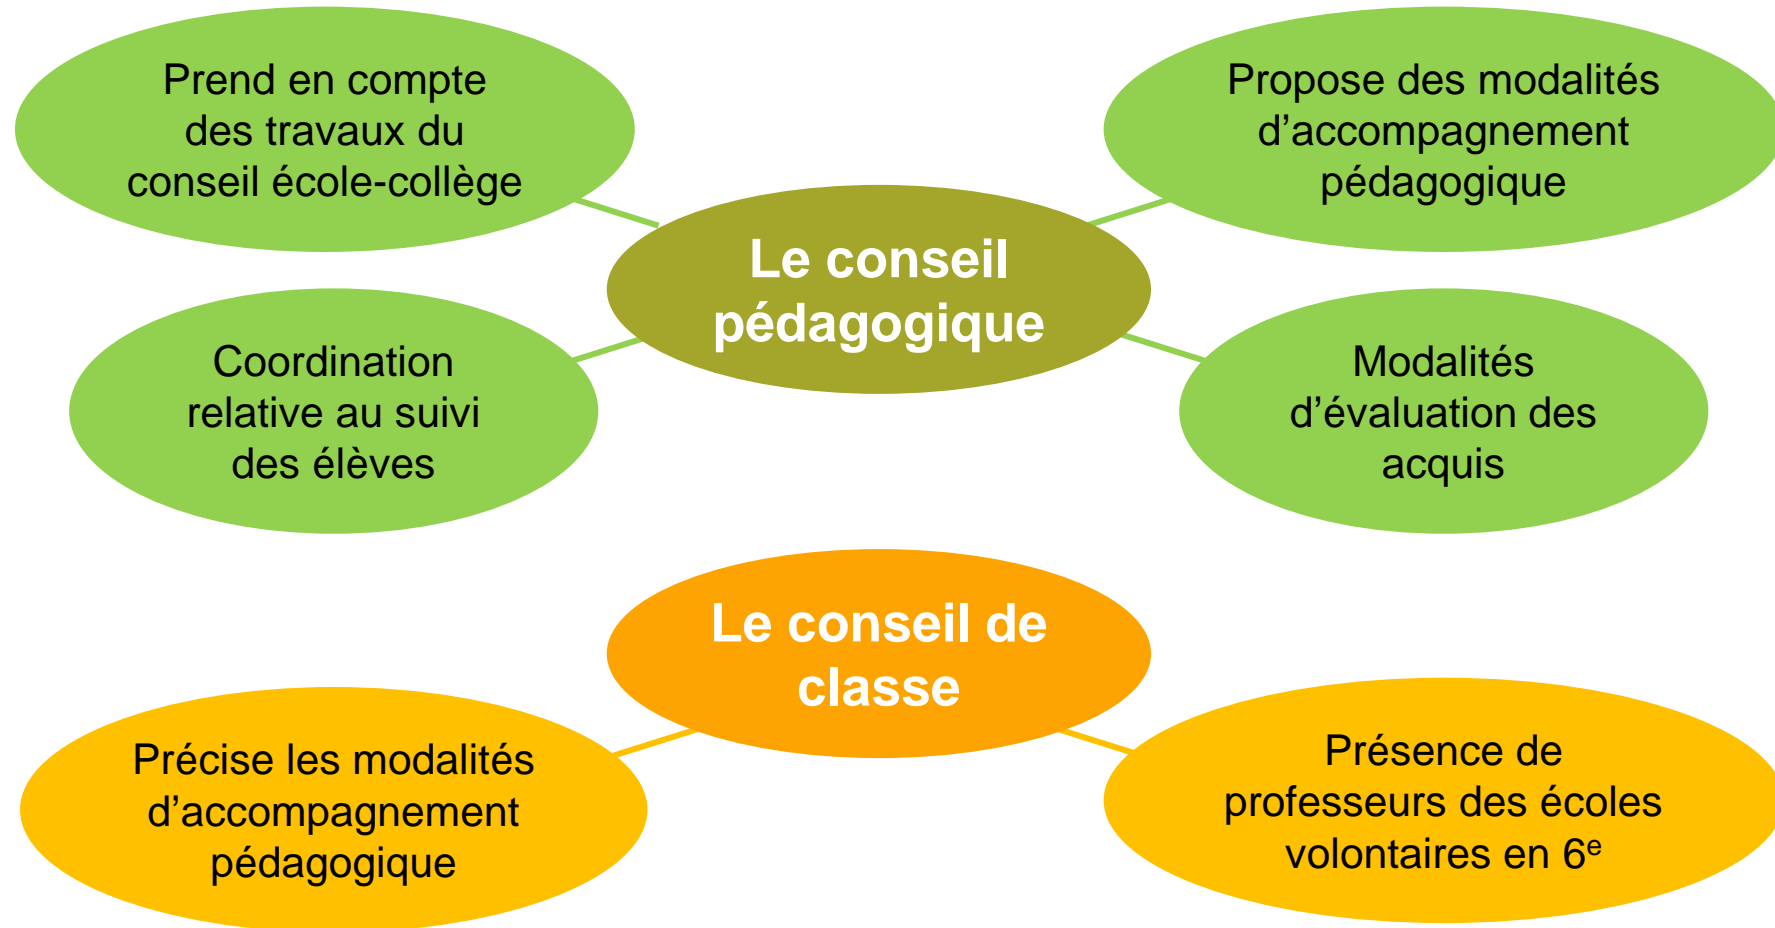 Prend en compte
des travaux du
conseil école-collège
Propose des modalités
d’accompagnement
pédagogique
Le conseil
pédagogique
Coordination
relative au suivi
des élèves
Modalités
d’évaluation des
acquis
Le conseil de
classe
Précise les modalités
d’accompagnement
pédagogique
Présence de
professeurs des écoles
volontaires en 6e